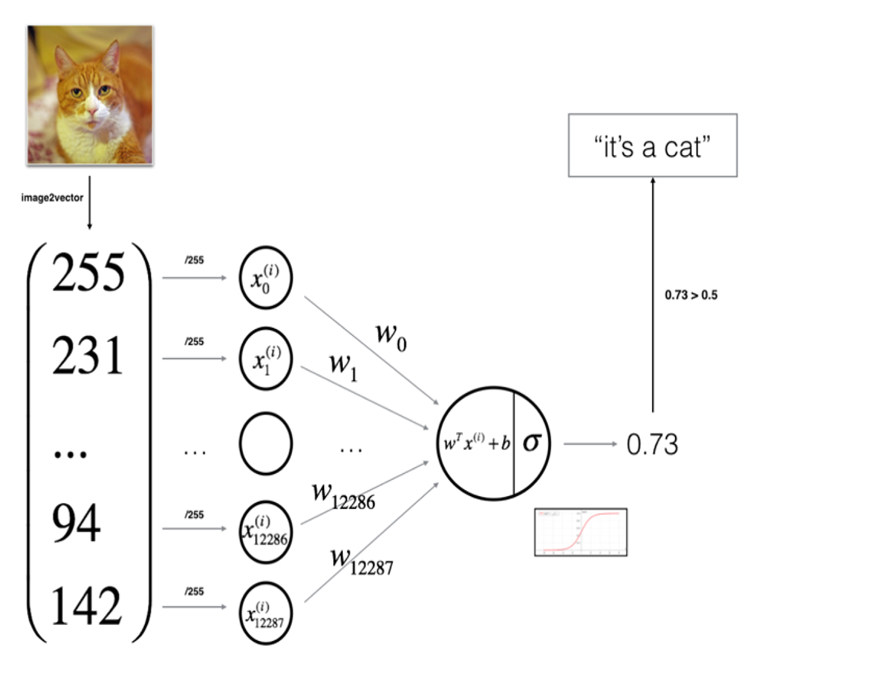 image2vector
255
231
...
94
142
/255
/255
...
/255
/255
x_0^{(i)}
x_1^{(i)}
x_{12286}^{(i)}
x_{12287}^{(i)}
w_0
w_1
...
w_{12286}
w_{12287}
w^T x^{(i)} + b
σ
0.73
0.73 > 0.5
“it’s a cat”